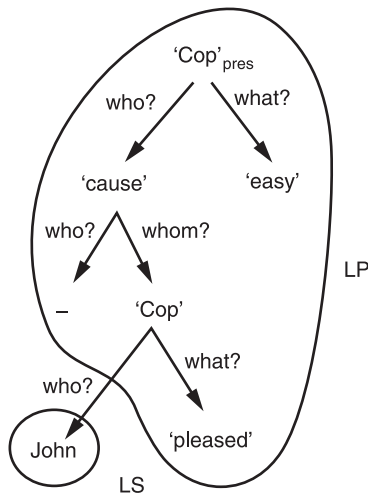 ‘Cop’pres
who? what?
‘cause’ ‘easy’
who? whom?
LP
– ‘Cop’
what?
who?
John ‘pleased’
LS